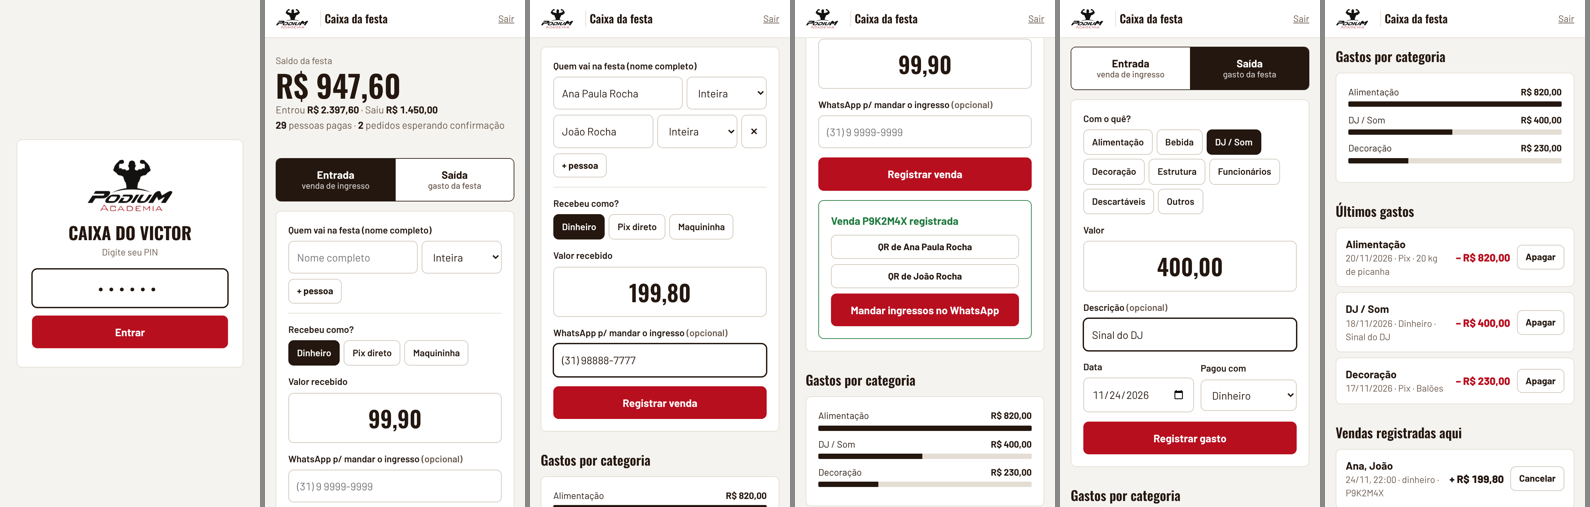 PODIUM
ACADEMIA
CAIXA DO VICTOR
Digite seu PIN
Entrar
PODIUM
Caixa da festa
Sair
Saldo da festa
R$ 947,60
Entrou R$ 2.397,60 · Saiu R$ 1.450,00
29 pessoas pagas · 2 pedidos esperando confirmação
Entrada
venda de ingresso
Saída
gasto da festa
Quem vai na festa (nome completo)
Nome completo
Inteira
+ pessoa
Recebeu como?
Dinheiro
Pix direto
Maquininha
Valor recebido
99,90
WhatsApp p/ mandar o ingresso (opcional)
(31) 9 9999-9999
PODIUM
Caixa da festa
Sair
Quem vai na festa (nome completo)
Ana Paula Rocha
Inteira
João Rocha
Inteira
×
+ pessoa
Recebeu como?
Dinheiro
Pix direto
Maquininha
Valor recebido
199,80
WhatsApp p/ mandar o ingresso (opcional)
(31) 98888-7777
Registrar venda
Gastos por categoria
Alimentação
R$ 820,00
PODIUM
Caixa da festa
Sair
99,90
WhatsApp p/ mandar o ingresso (opcional)
(31) 9 9999-9999
Registrar venda
Venda P9K2M4X registrada
QR de Ana Paula Rocha
QR de João Rocha
Mandar ingressos no WhatsApp
Gastos por categoria
Alimentação
R$ 820,00
DJ / Som
R$ 400,00
Decoração
R$ 230,00
PODIUM
Caixa da festa
Sair
Entrada
venda de ingresso
Saída
gasto da festa
Com o quê?
Alimentação
Bebida
DJ / Som
Decoração
Estrutura
Funcionários
Descartáveis
Outros
Valor
400,00
Descrição (opcional)
Sinal do DJ
Data
Pagou com
11/24/2026
Dinheiro
Registrar gasto
Gastos por categoria
PODIUM
Caixa da festa
Sair
Gastos por categoria
Alimentação
R$ 820,00
DJ / Som
R$ 400,00
Decoração
R$ 230,00
Últimos gastos
Alimentação
20/11/2026 · Pix · 20 kg
de picanha
− R$ 820,00
Apagar
DJ / Som
18/11/2026 · Dinheiro ·
Sinal do DJ
− R$ 400,00
Apagar
Decoração
17/11/2026 · Pix · Balões
− R$ 230,00
Apagar
Vendas registradas aqui
Ana, João
24/11, 22:00 · dinheiro ·
P9K2M4X
+ R$ 199,80
Cancelar